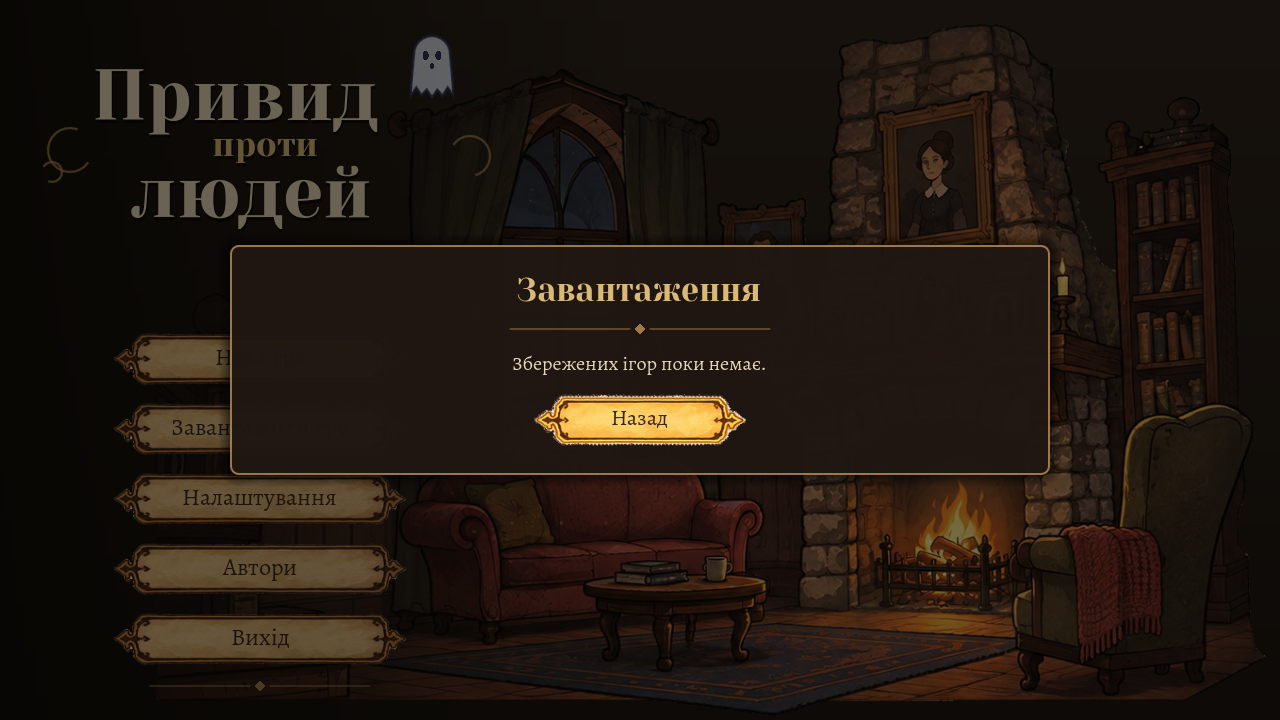 Привид
проти
людей
Завантаження
Збережених ігор поки немає.
Назад
Налаштування
Автори
Вихід